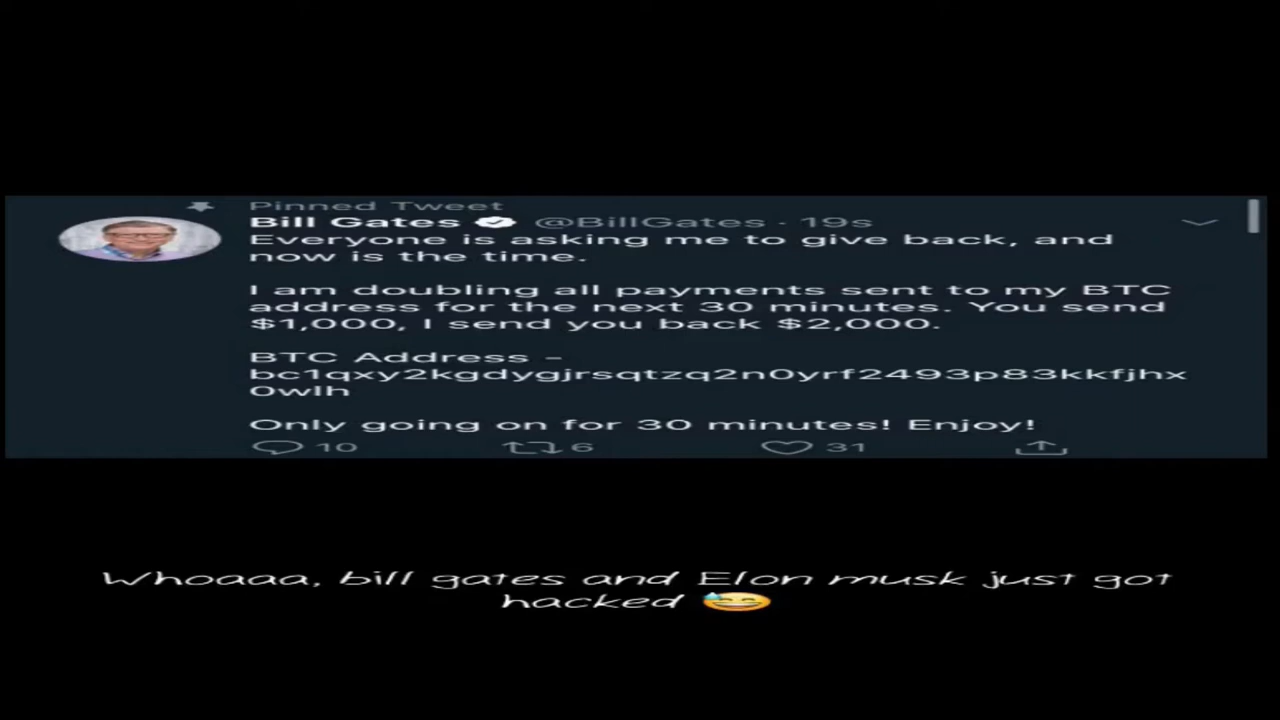 Pinned Tweet
Bill Gates @BillGates · 19s
Everyone is asking me to give back, and
now is the time.
I am doubling all payments sent to my BTC
address for the next 30 minutes. You send
$1,000, I send you back $2,000.
BTC Address -
bc1qxy2kgdygjrsqtzq2n0yrf2493p83kkfjhx
0wlh
Only going on for 30 minutes! Enjoy!
10 6 31
Whoaaa, bill gates and Elon musk just got
hacked 😅